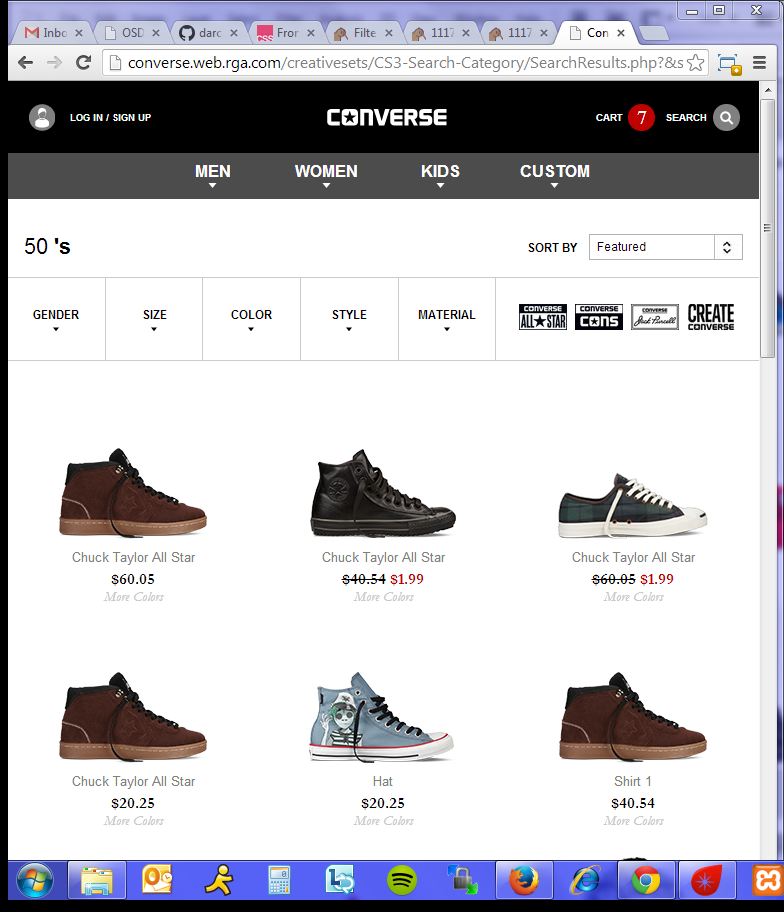 Inbo
OSD
darc
Fron
Filte
1117
1117
Con
converse.web.rga.com/creativesets/CS3-Search-Category/SearchResults.php?&s
LOG IN / SIGN UP
CONVERSE
CART 7 SEARCH
MEN WOMEN KIDS CUSTOM
50 's
SORT BY Featured
GENDER SIZE COLOR STYLE MATERIAL
CONVERSE
ALL STAR
CONVERSE
CONS
CONVERSE
Jack Purcell
CREATE
CONVERSE
Chuck Taylor All Star
$60.05
More Colors
Chuck Taylor All Star
$40.54 $1.99
More Colors
Chuck Taylor All Star
$60.05 $1.99
More Colors
Chuck Taylor All Star
$20.25
More Colors
Hat
$20.25
More Colors
Shirt 1
$40.54
More Colors